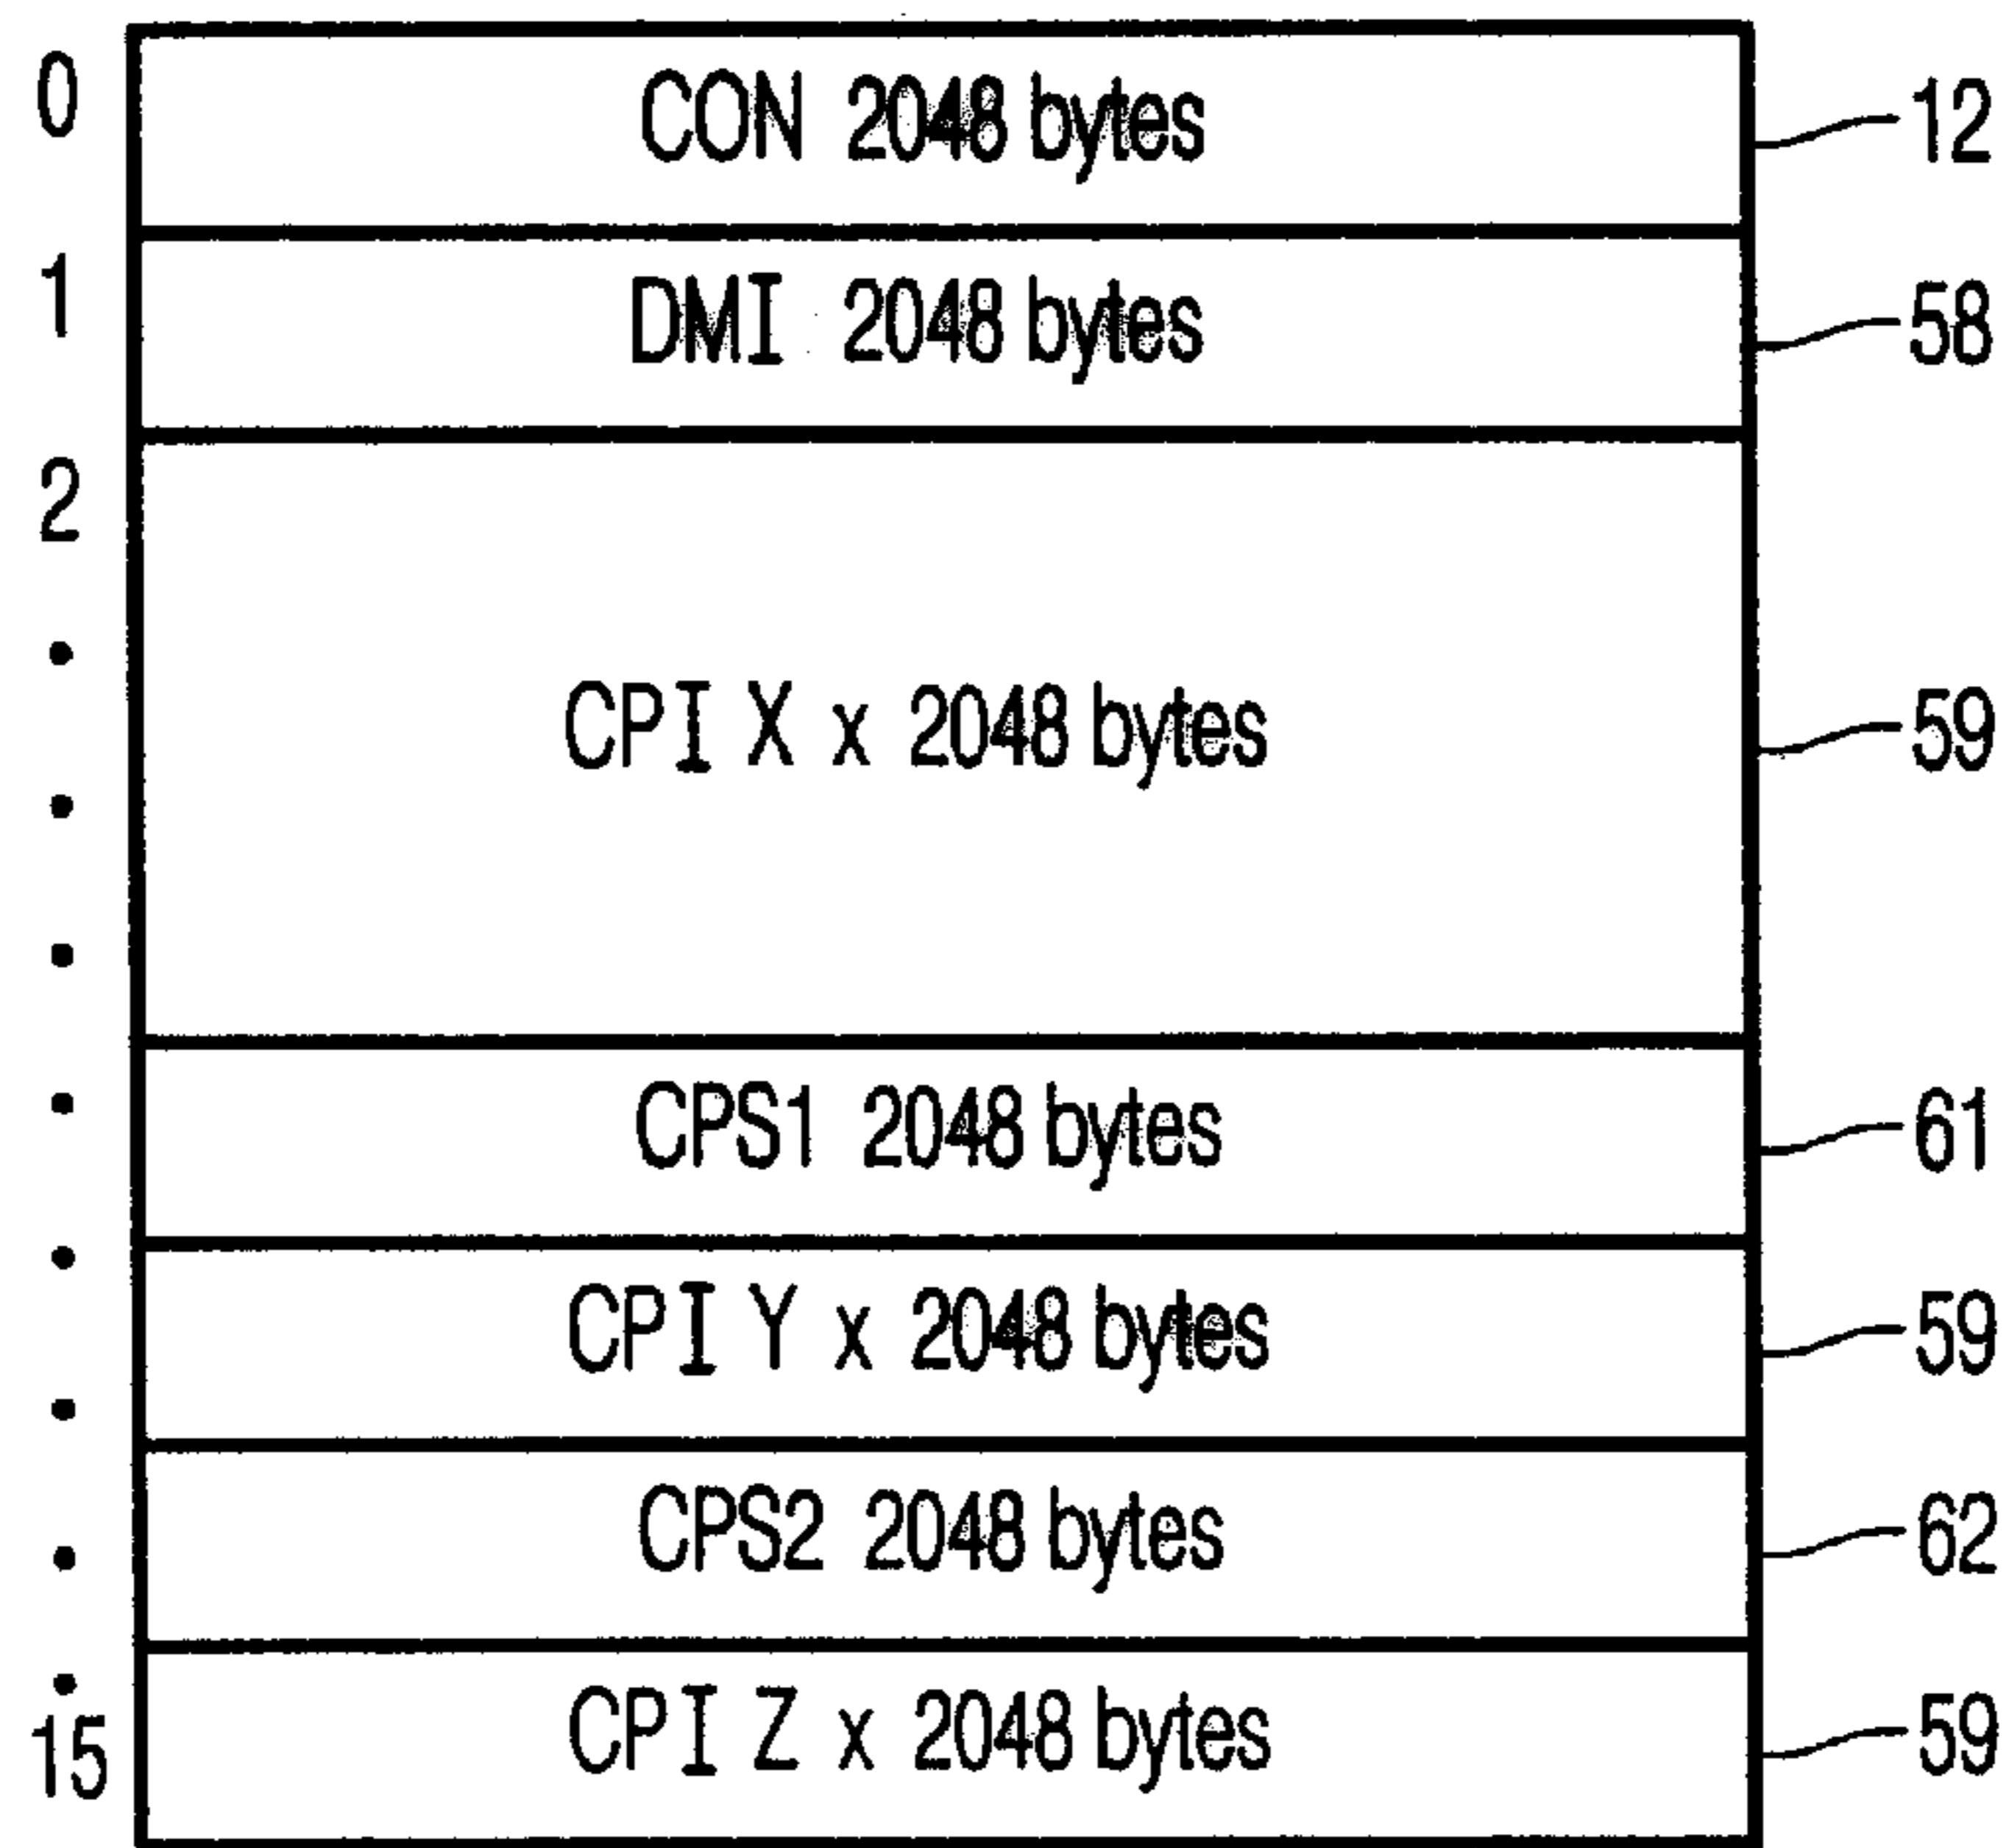 0 CON 2048 bytes 12
1 DMI 2048 bytes 58
2
CPI X x 2048 bytes 59
CPS1 2048 bytes 61
CPI Y x 2048 bytes 59
CPS2 2048 bytes 62
15 CPI Z x 2048 bytes 59